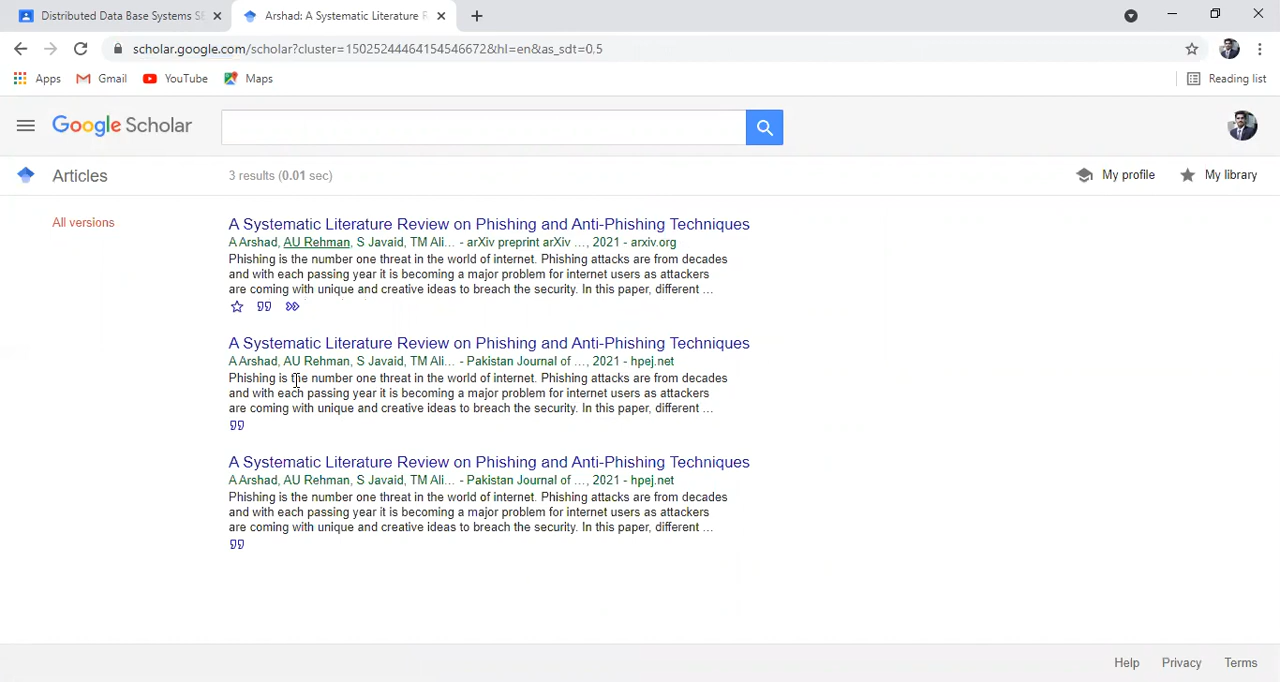 Distributed Data Base Systems SE
Arshad: A Systematic Literature R
scholar.google.com/scholar?cluster=15025244464154546672&hl=en&as_sdt=0.5
Apps Gmail YouTube Maps Reading list
Google Scholar
Articles 3 results (0.01 sec) My profile My library
All versions
A Systematic Literature Review on Phishing and Anti-Phishing Techniques
A Arshad, AU Rehman, S Javaid, TM Ali... - arXiv preprint arXiv ..., 2021 - arxiv.org
Phishing is the number one threat in the world of internet. Phishing attacks are from decades
and with each passing year it is becoming a major problem for internet users as attackers
are coming with unique and creative ideas to breach the security. In this paper, different ...
A Systematic Literature Review on Phishing and Anti-Phishing Techniques
A Arshad, AU Rehman, S Javaid, TM Ali... - Pakistan Journal of ..., 2021 - hpej.net
Phishing is the number one threat in the world of internet. Phishing attacks are from decades
and with each passing year it is becoming a major problem for internet users as attackers
are coming with unique and creative ideas to breach the security. In this paper, different ...
A Systematic Literature Review on Phishing and Anti-Phishing Techniques
A Arshad, AU Rehman, S Javaid, TM Ali... - Pakistan Journal of ..., 2021 - hpej.net
Phishing is the number one threat in the world of internet. Phishing attacks are from decades
and with each passing year it is becoming a major problem for internet users as attackers
are coming with unique and creative ideas to breach the security. In this paper, different ...
Help Privacy Terms